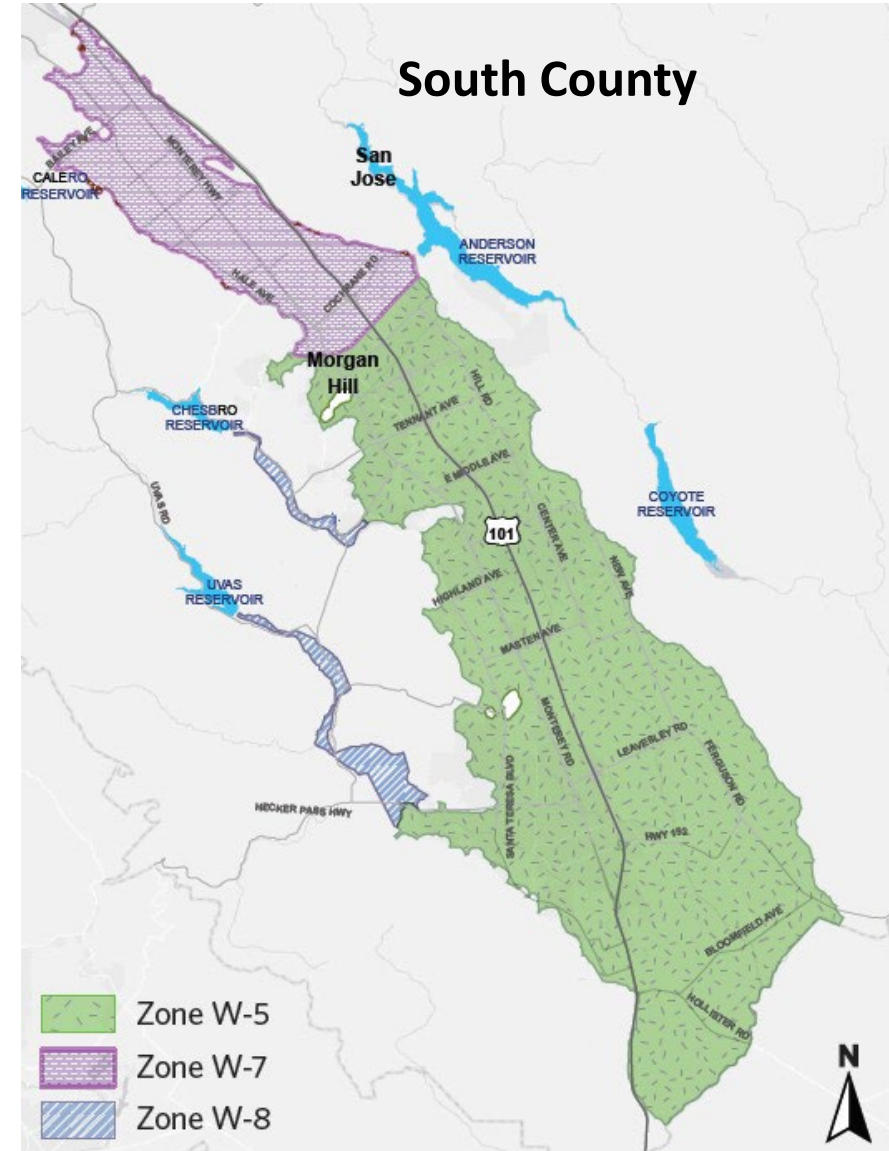 South County
San
Jose
BAILEY AVE
MONTEREY HWY
CALERO
RESERVOIR
ANDERSON
RESERVOIR
HALE AVE
COCHRANE RD
Morgan
Hill
HILL RD
CHESBRO
RESERVOIR
TENNANT AVE
E MIDDLE AVE
UVAS RD
COYOTE
RESERVOIR
101
CENTER AVE
UVAS
RESERVOIR
HIGHLAND AVE
NEW AVE
MASTEN AVE
MONTEREY RD
LEAVESLEY RD
FERGUSON RD
SANTA TERESA BLVD
HECKER PASS HWY
HWY 152
BLOOMFIELD AVE
HOLLISTER RD
Zone W-5
Zone W-7
Zone W-8
N